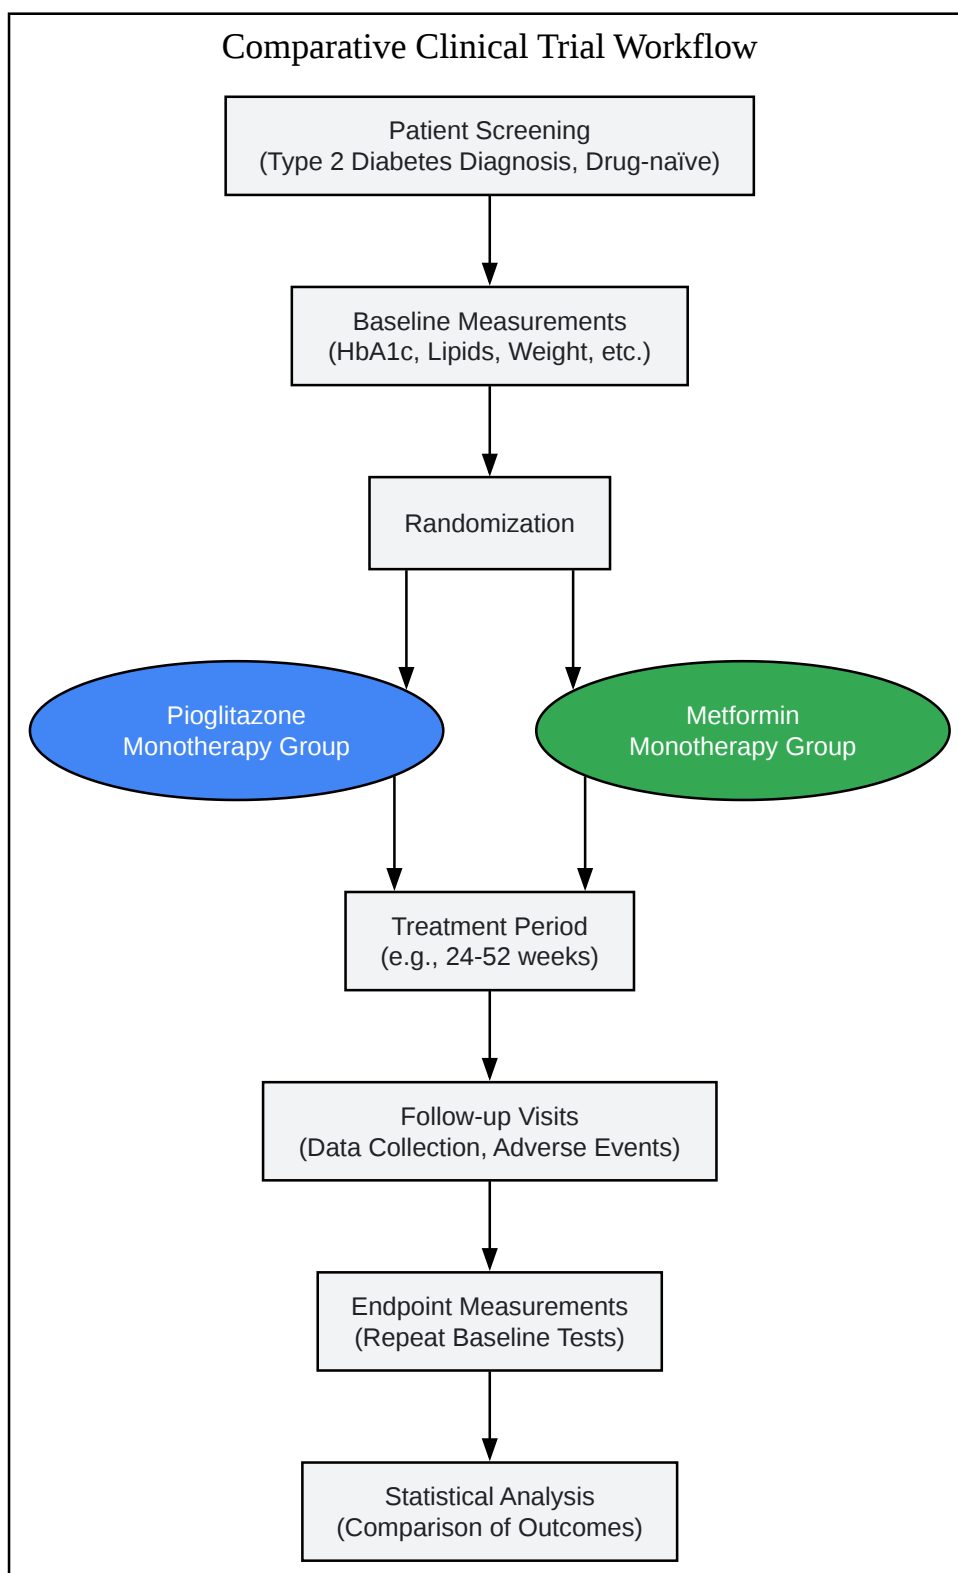 Comparative Clinical Trial Workflow
Patient Screening
(Type 2 Diabetes Diagnosis, Drug-naïve)
Baseline Measurements
(HbA1c, Lipids, Weight, etc.)
Randomization
Pioglitazone
Monotherapy Group
Metformin
Monotherapy Group
Treatment Period
(e.g., 24-52 weeks)
Follow-up Visits
(Data Collection, Adverse Events)
Endpoint Measurements
(Repeat Baseline Tests)
Statistical Analysis
(Comparison of Outcomes)